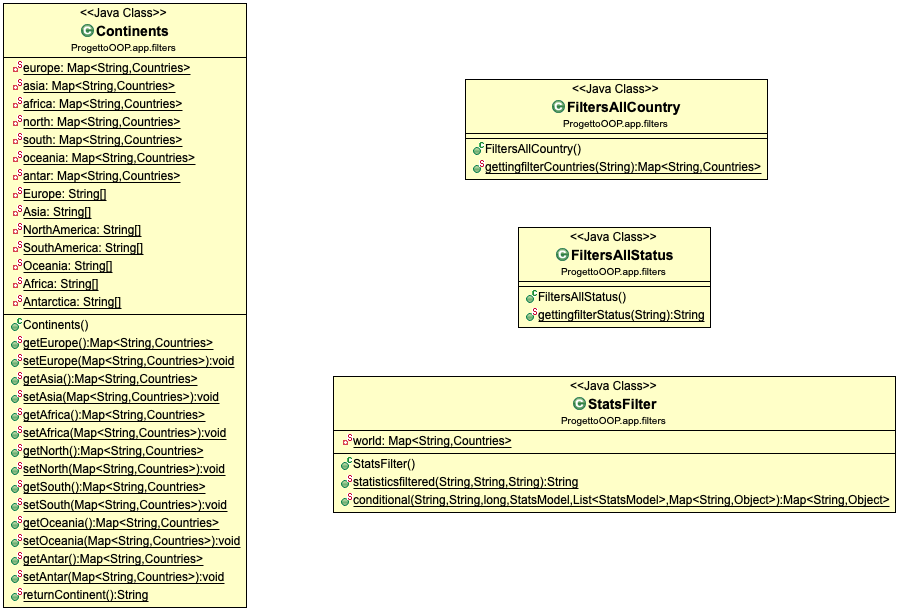 <<Java Class>>
Continents
ProgettoOOP.app.filters
europe: Map<String,Countries>
asia: Map<String,Countries>
africa: Map<String,Countries>
north: Map<String,Countries>
south: Map<String,Countries>
oceania: Map<String,Countries>
antar: Map<String,Countries>
Europe: String[]
Asia: String[]
NorthAmerica: String[]
SouthAmerica: String[]
Oceania: String[]
Africa: String[]
Antarctica: String[]
Continents()
getEurope():Map<String,Countries>
setEurope(Map<String,Countries>):void
getAsia():Map<String,Countries>
setAsia(Map<String,Countries>):void
getAfrica():Map<String,Countries>
setAfrica(Map<String,Countries>):void
getNorth():Map<String,Countries>
setNorth(Map<String,Countries>):void
getSouth():Map<String,Countries>
setSouth(Map<String,Countries>):void
getOceania():Map<String,Countries>
setOceania(Map<String,Countries>):void
getAntar():Map<String,Countries>
setAntar(Map<String,Countries>):void
returnContinent():String
<<Java Class>>
FiltersAllCountry
ProgettoOOP.app.filters
FiltersAllCountry()
gettingfilterCountries(String):Map<String,Countries>
<<Java Class>>
FiltersAllStatus
ProgettoOOP.app.filters
FiltersAllStatus()
gettingfilterStatus(String):String
<<Java Class>>
StatsFilter
ProgettoOOP.app.filters
world: Map<String,Countries>
StatsFilter()
statisticsfiltered(String,String,String):String
conditional(String,String,long,StatsModel,List<StatsModel>,Map<String,Object>):Map<String,Object>